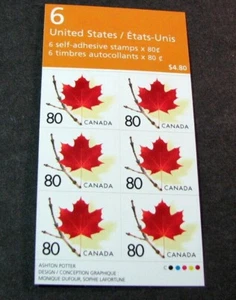 6
United States / États-Unis
6 self-adhesive stamps x 80¢
6 timbres autocollants x 80 ¢
$4.80
80 CANADA
80 CANADA
80 CANADA
80 CANADA
80 CANADA
80 CANADA
ASHTON POTTER
DESIGN / CONCEPTION GRAPHIQUE
MONIQUE DUFOUR, SOPHIE LAFORTUNE
C